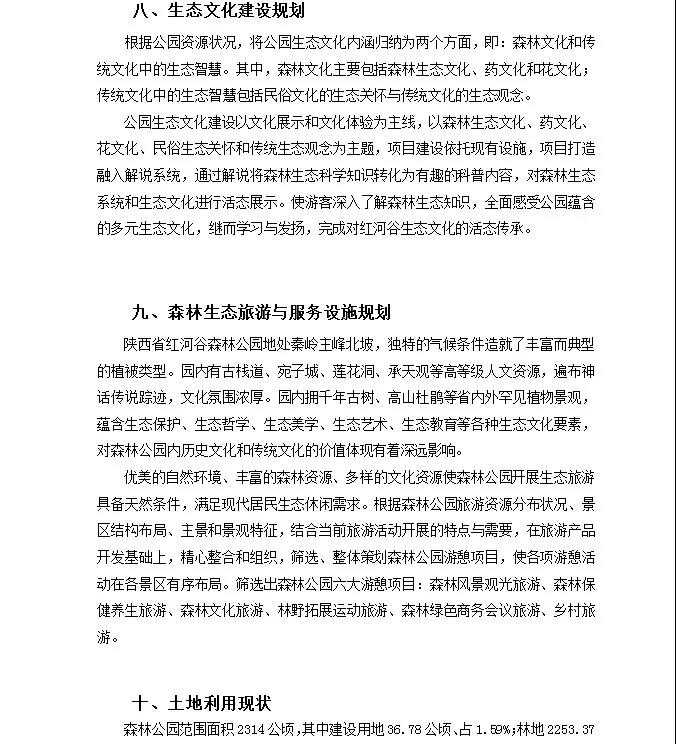 八、生态文化建设规划
根据公园资源状况，将公园生态文化内涵归纳为两个方面，即：森林文化和传
统文化中的生态智慧。其中，森林文化主要包括森林生态文化、药文化和花文化；
传统文化中的生态智慧包括民俗文化的生态关怀与传统文化的生态观念。
公园生态文化建设以文化展示和文化体验为主线，以森林生态文化、药文化、
花文化、民俗生态关怀和传统生态观念为主题，项目建设依托现有设施，项目打造
融入解说系统，通过解说将森林生态科学知识转化为有趣的科普内容，对森林生态
系统和生态文化进行活态展示。使游客深入了解森林生态知识，全面感受公园蕴含
的多元生态文化，继而学习与发扬，完成对红河谷生态文化的活态传承。
九、森林生态旅游与服务设施规划
陕西省红河谷森林公园地处秦岭主峰北坡，独特的气候条件造就了丰富而典型
的植被类型。园内有古栈道、宛子城、莲花洞、承天观等高等级人文资源，遍布神
话传说踪迹，文化氛围浓厚。园内拥千年古树、高山杜鹃等省内外罕见植物景观，
蕴含生态保护、生态哲学、生态美学、生态艺术、生态教育等各种生态文化要素，
对森林公园内历史文化和传统文化的价值体现有着深远影响。
优美的自然环境、丰富的森林资源、多样的文化资源使森林公园开展生态旅游
具备天然条件，满足现代居民生态休闲需求。根据森林公园旅游资源分布状况、景
区结构布局、主景和景观特征，结合当前旅游活动开展的特点与需要，在旅游产品
开发基础上，精心整合和组织，筛选、整体策划森林公园游憩项目，使各项游憩活
动在各景区有序布局。筛选出森林公园六大游憩项目：森林风景观光旅游、森林保
健养生旅游、森林文化旅游、林野拓展运动旅游、森林绿色商务会议旅游、乡村旅
游。
十、土地利用现状
森林公园范围面积2314公顷,其中建设用地36.78公顷、占1.59%;林地2253.37